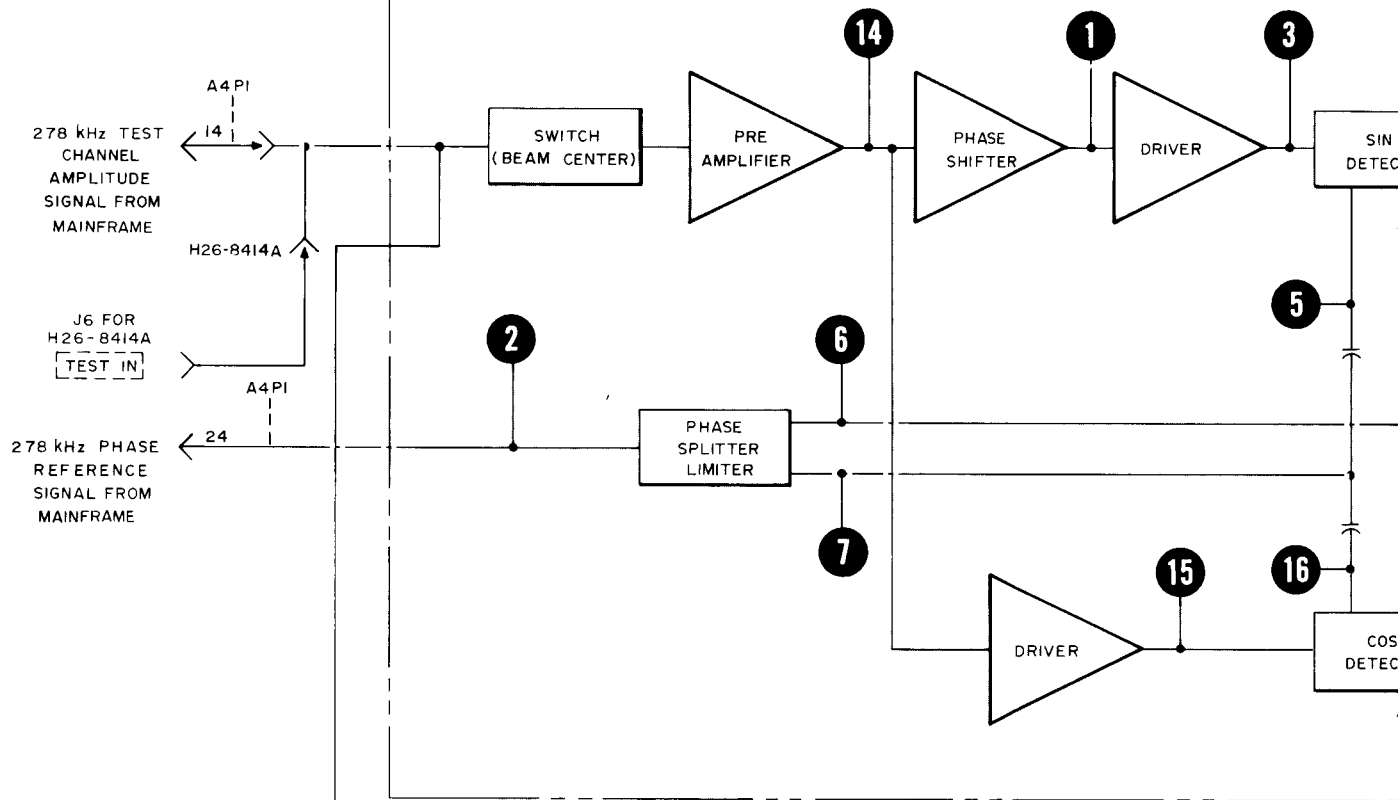 14
1
3
A4P1
278 kHz TEST
CHANNEL
AMPLITUDE
SIGNAL FROM
MAINFRAME
14
SWITCH
(BEAM CENTER)
PRE
AMPLIFIER
PHASE
SHIFTER
DRIVER
SIN
DETEC
H26-8414A
5
J6 FOR
H26-8414A
TEST IN
2
6
A4P1
24
278 kHz PHASE
REFERENCE
SIGNAL FROM
MAINFRAME
PHASE
SPLITTER
LIMITER
7
15
16
DRIVER
COS
DETEC